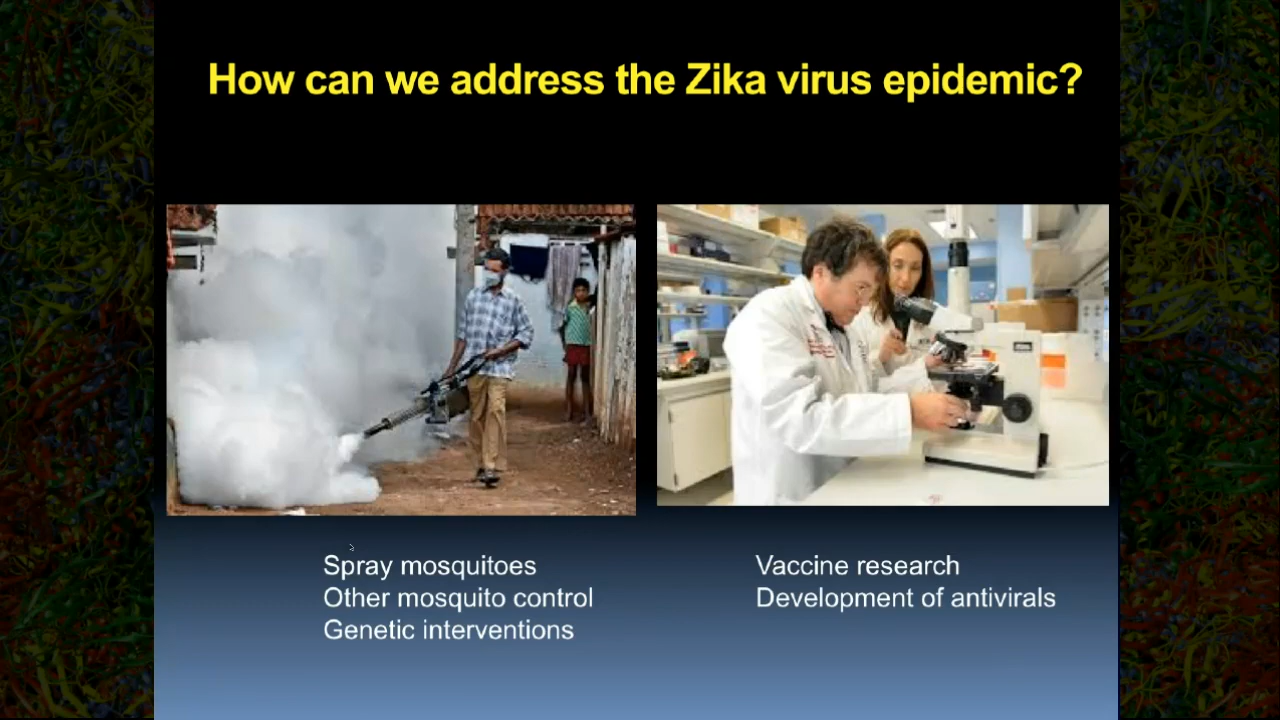 How can we address the Zika virus epidemic?
Spray mosquitoes
Other mosquito control
Genetic interventions
Vaccine research
Development of antivirals